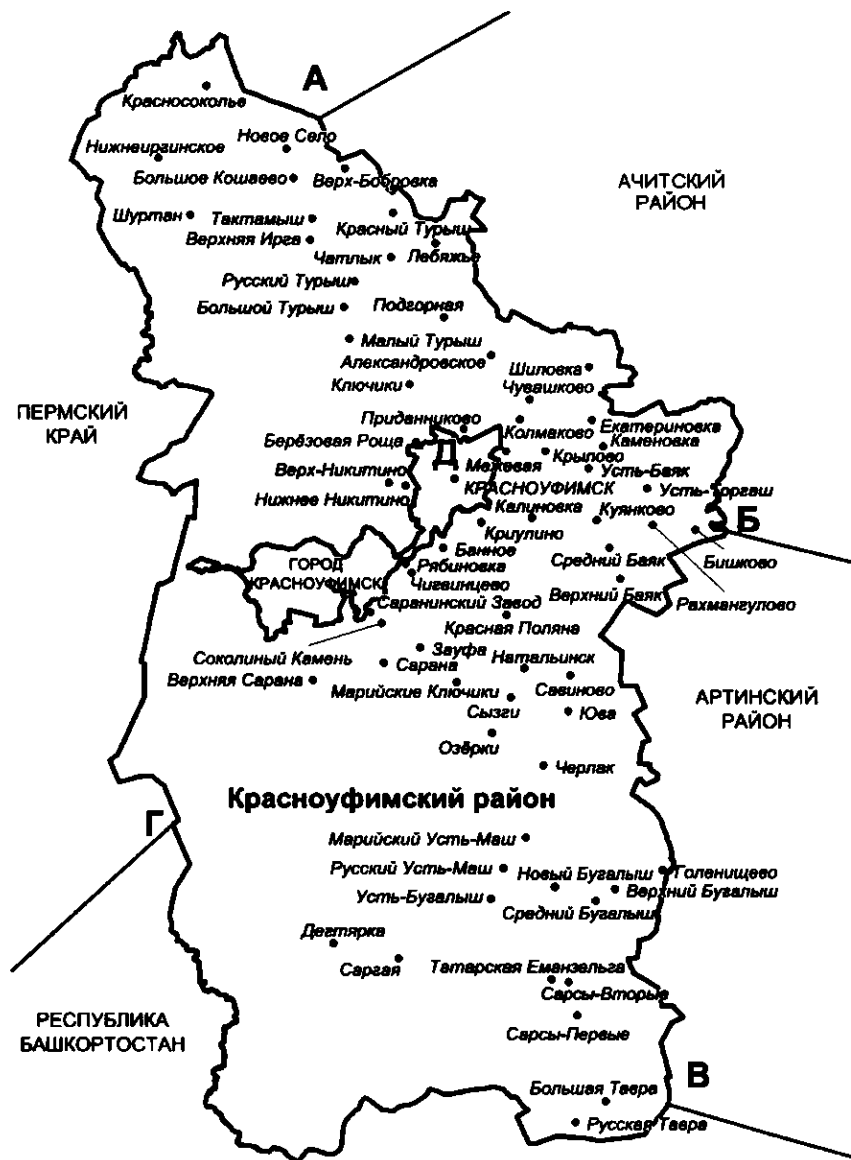 А
Красносоколье
Новое Село
Нижнеиргинское
Большое Кошаево
Верх-Бобровка
АЧИТСКИЙ
РАЙОН
Шуртан
Тактамыш
Красный Турыш
Верхняя Ирга
Чатлык
Лебяжье
Русский Турыш
Большой Турыш
Подгорная
Малый Турыш
Александровское
Шиловка
Ключики
Чувашково
ПЕРМСКИЙ
КРАЙ
Приданниково
Колмаково
Екатериновка
Берёзовая Роща
Д
Каменовка
Межевая
Крылово
Верх-Никитино
Усть-Баяк
КРАСНОУФИМСК
Нижнее Никитино
Усть-Торгаш
Калиновка
Куянково
Б
Криулино
Банное
Средний Баяк
Бишково
ГОРОД
КРАСНОУФИМСК
Рябиновка
Чигвинцево
Верхний Баяк
Рахмангулово
Саранинский Завод
Красная Поляна
Соколиный Камень
Зауфа
Сарана
Натальинск
Верхняя Сарана
Марийские Ключики
Савиново
АРТИНСКИЙ
РАЙОН
Сызги
Юва
Озёрки
Черлак
Красноуфимский район
Г
Марийский Усть-Маш
Русский Усть-Маш
Новый Бугалыш
Голенищево
Усть-Бугалыш
Верхний Бугалыш
Средний Бугалыш
Дегтярка
Саргая
Татарская Еманзельга
Сарсы-Вторые
РЕСПУБЛИКА
БАШКОРТОСТАН
Сарсы-Первые
В
Большая Тавра
Русская Тавра